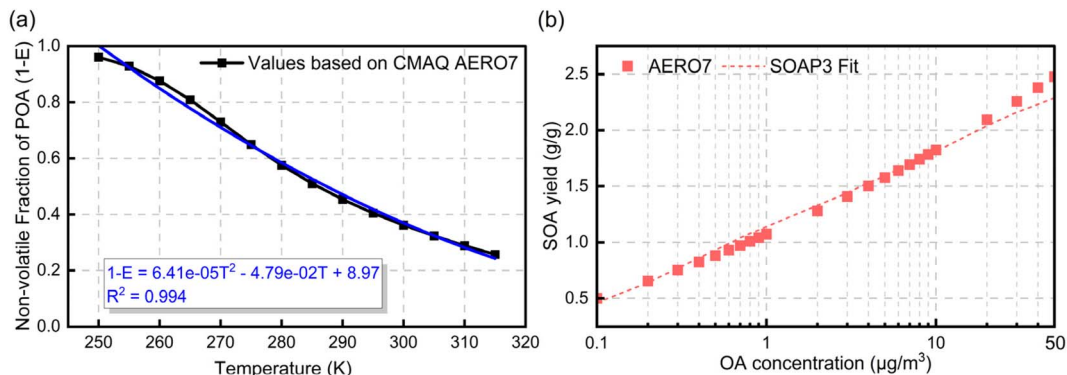 (a)
Non-volatile Fraction of POA (1-E)
1.0
0.8
0.6
0.4
0.2
0.0
Values based on CMAQ AERO7
1-E = 6.41e-05T² - 4.79e-02T + 8.97
R² = 0.994
250 260 270 280 290 300 310 320
Temperature (K)
(b)
SOA yield (g/g)
2.5
2.0
1.5
1.0
0.5
AERO7 SOAP3 Fit
0.1 1 10 50
OA concentration (μg/m³)